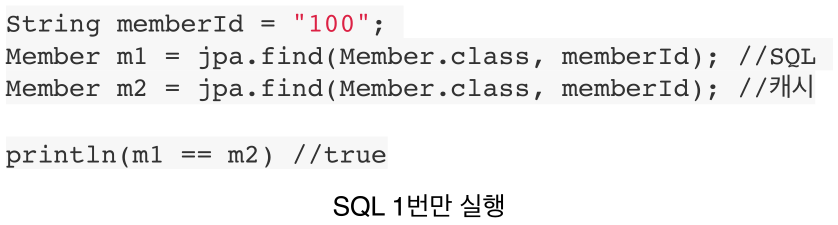 String memberId = "100";
Member m1 = jpa.find(Member.class, memberId); //SQL
Member m2 = jpa.find(Member.class, memberId); //캐시
println(m1 == m2) //true
SQL 1번만 실행